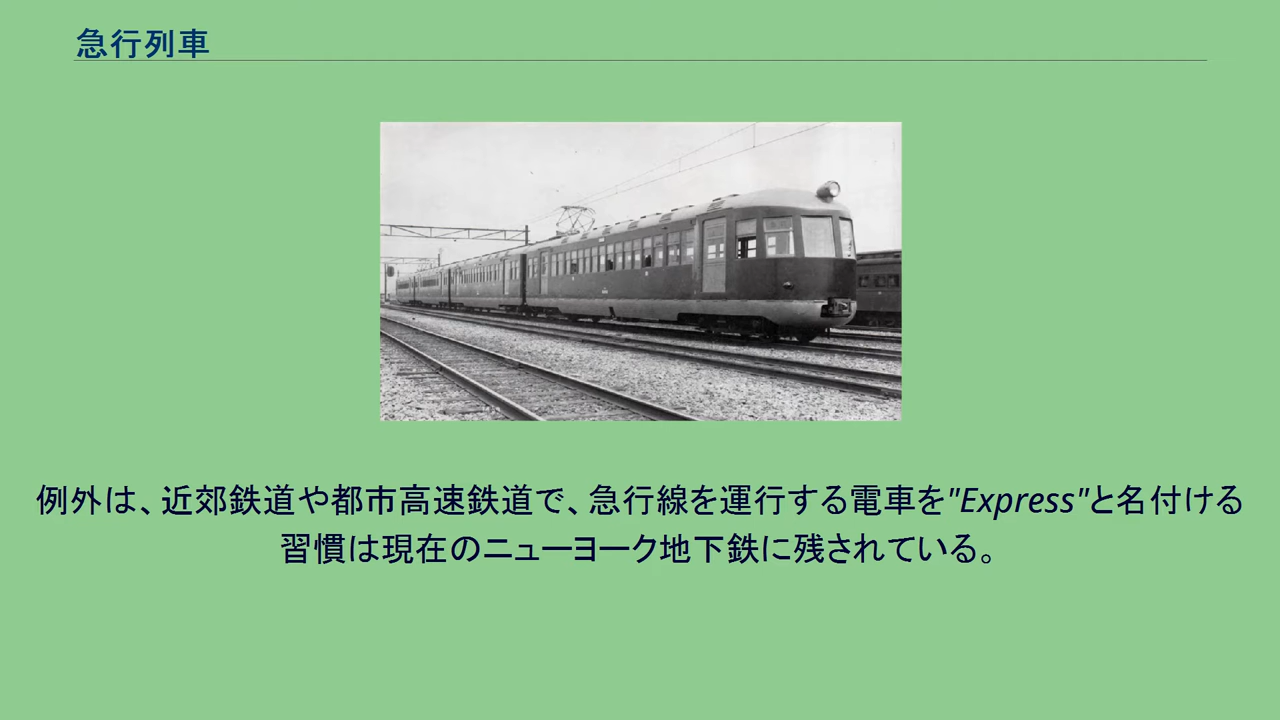 急行列車
例外は、近郊鉄道や都市高速鉄道で、急行線を運行する電車を"Express"と名付ける
習慣は現在のニューヨーク地下鉄に残されている。